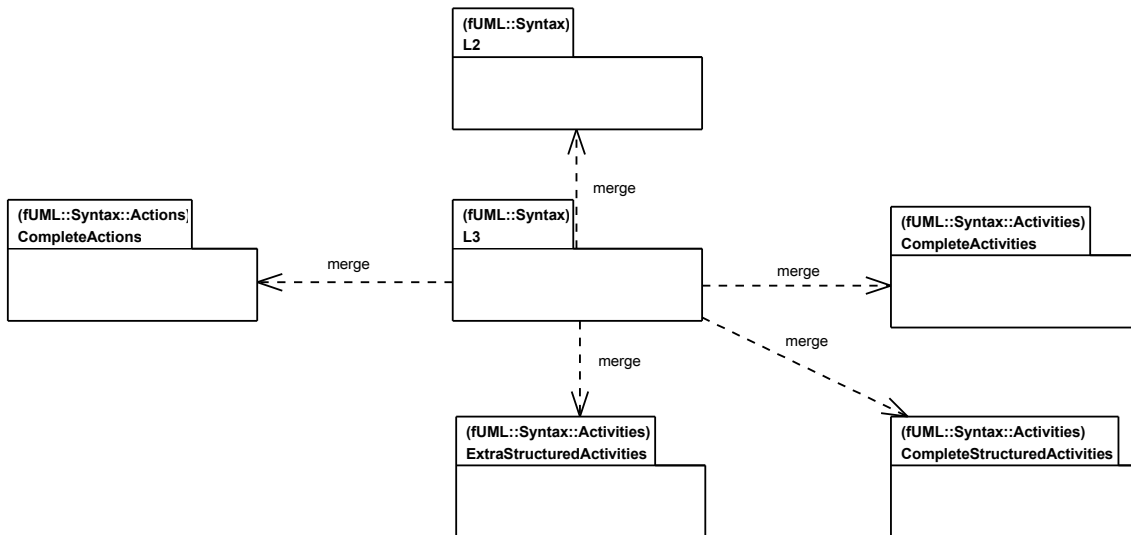 (fUML::Syntax)
L2
merge
(fUML::Syntax::Actions)
CompleteActions
merge
(fUML::Syntax)
L3
merge
(fUML::Syntax::Activities)
CompleteActivities
merge
merge
(fUML::Syntax::Activities)
ExtraStructuredActivities
(fUML::Syntax::Activities)
CompleteStructuredActivities